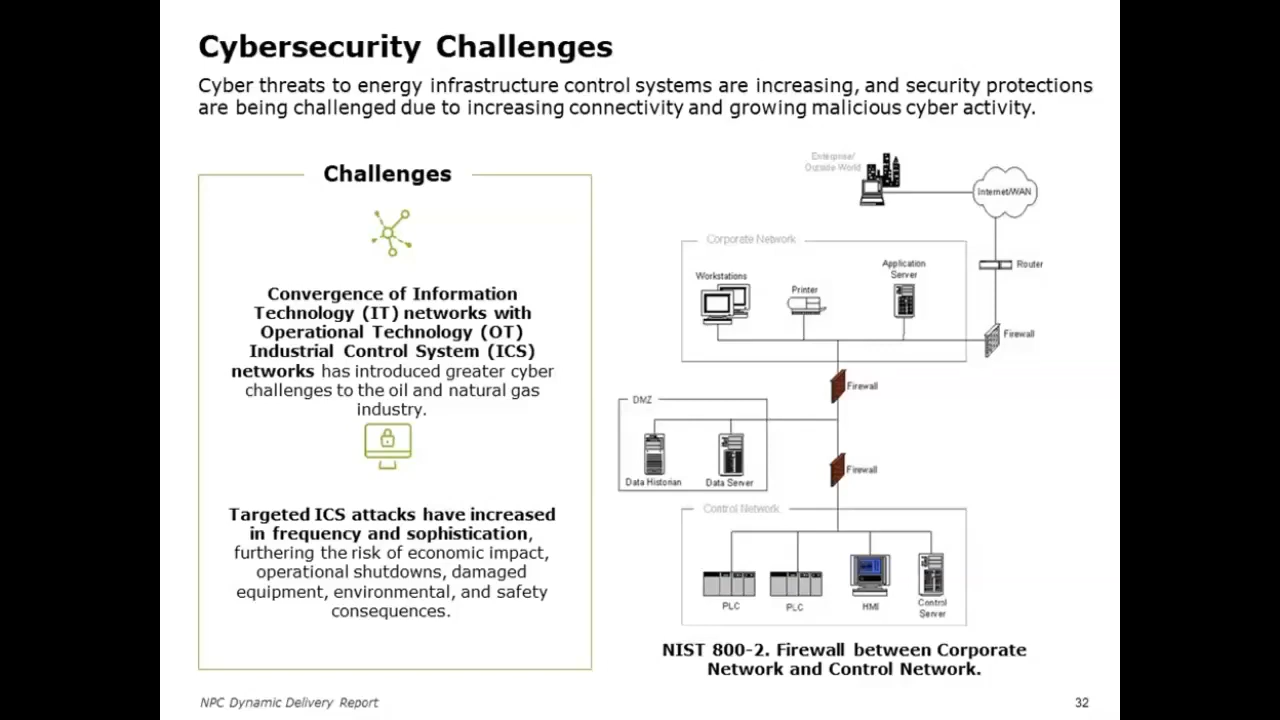 Cybersecurity Challenges
Cyber threats to energy infrastructure control systems are increasing, and security protections
are being challenged due to increasing connectivity and growing malicious cyber activity.
Challenges
Convergence of Information
Technology (IT) networks with
Operational Technology (OT)
Industrial Control System (ICS)
networks has introduced greater cyber
challenges to the oil and natural gas
industry.
Targeted ICS attacks have increased
in frequency and sophistication,
furthering the risk of economic impact,
operational shutdowns, damaged
equipment, environmental, and safety
consequences.
Enterprise/
Outside World
Internet/WAN
Corporate Network
Router
Workstations
Printer
Application
Server
Firewall
Firewall
DMZ
Data Historian
Data Server
Firewall
Control Network
PLC
PLC
HMI
Control
Server
NIST 800-2. Firewall between Corporate
Network and Control Network.
NPC Dynamic Delivery Report
32